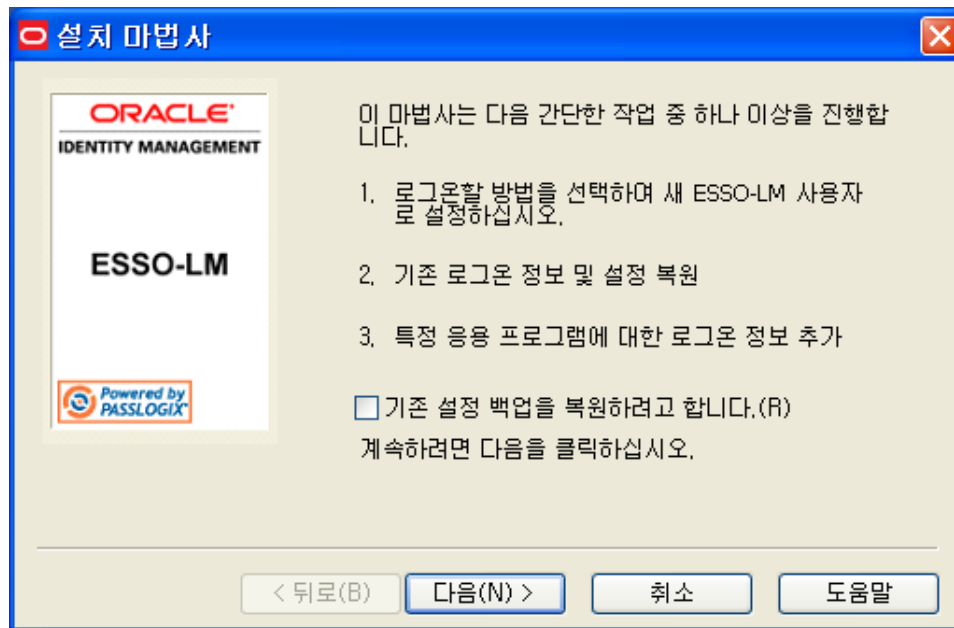 설치 마법사
ORACLE®
IDENTITY MANAGEMENT
ESSO-LM
Powered by
PASSLOGIX®
이 마법사는 다음 간단한 작업 중 하나 이상을 진행합
니다.
1. 로그온할 방법을 선택하며 새 ESSO-LM 사용자
로 설정하십시오.
2. 기존 로그온 정보 및 설정 복원
3. 특정 응용 프로그램에 대한 로그온 정보 추가
기존 설정 백업을 복원하려고 합니다.(R)
계속하려면 다음을 클릭하십시오.
< 뒤로(B)
다음(N) >
취소
도움말